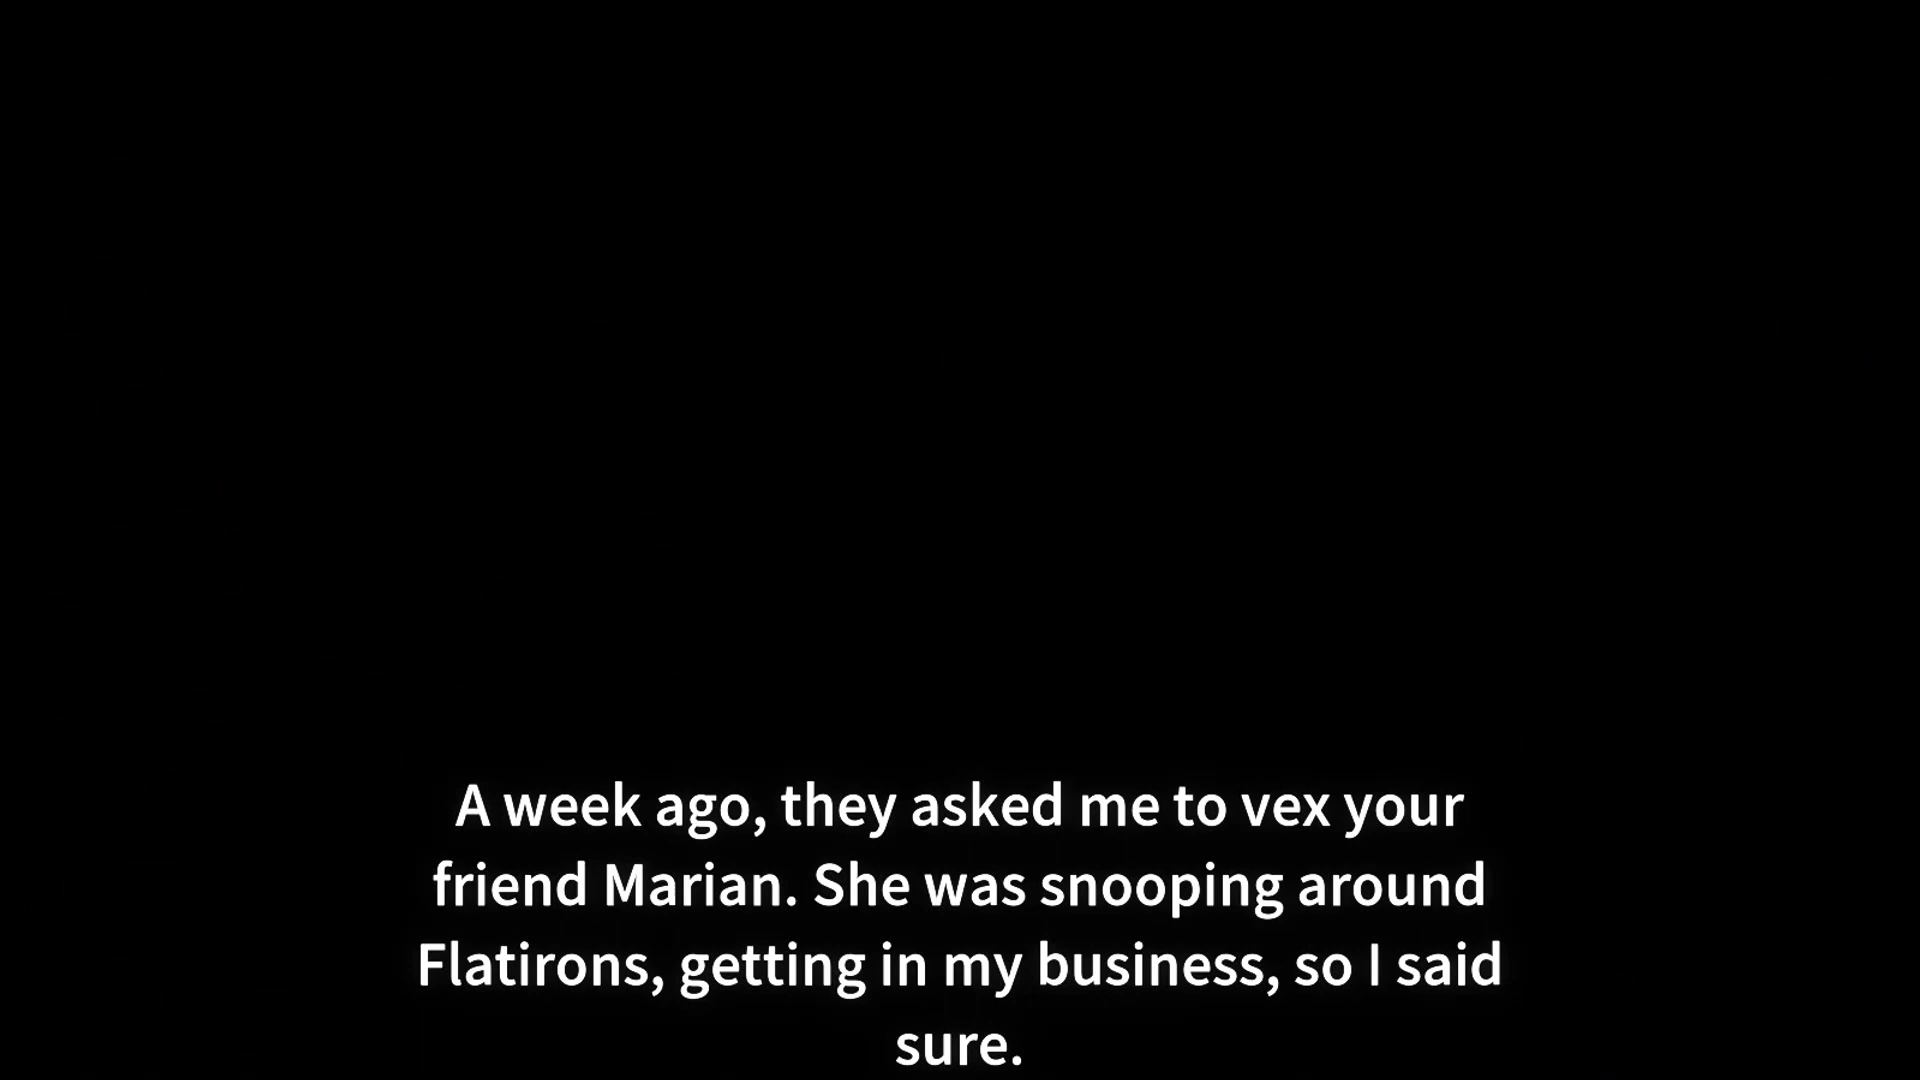 A week ago, they asked me to vex your
friend Marian. She was snooping around
Flatirons, getting in my business, so I said
sure.